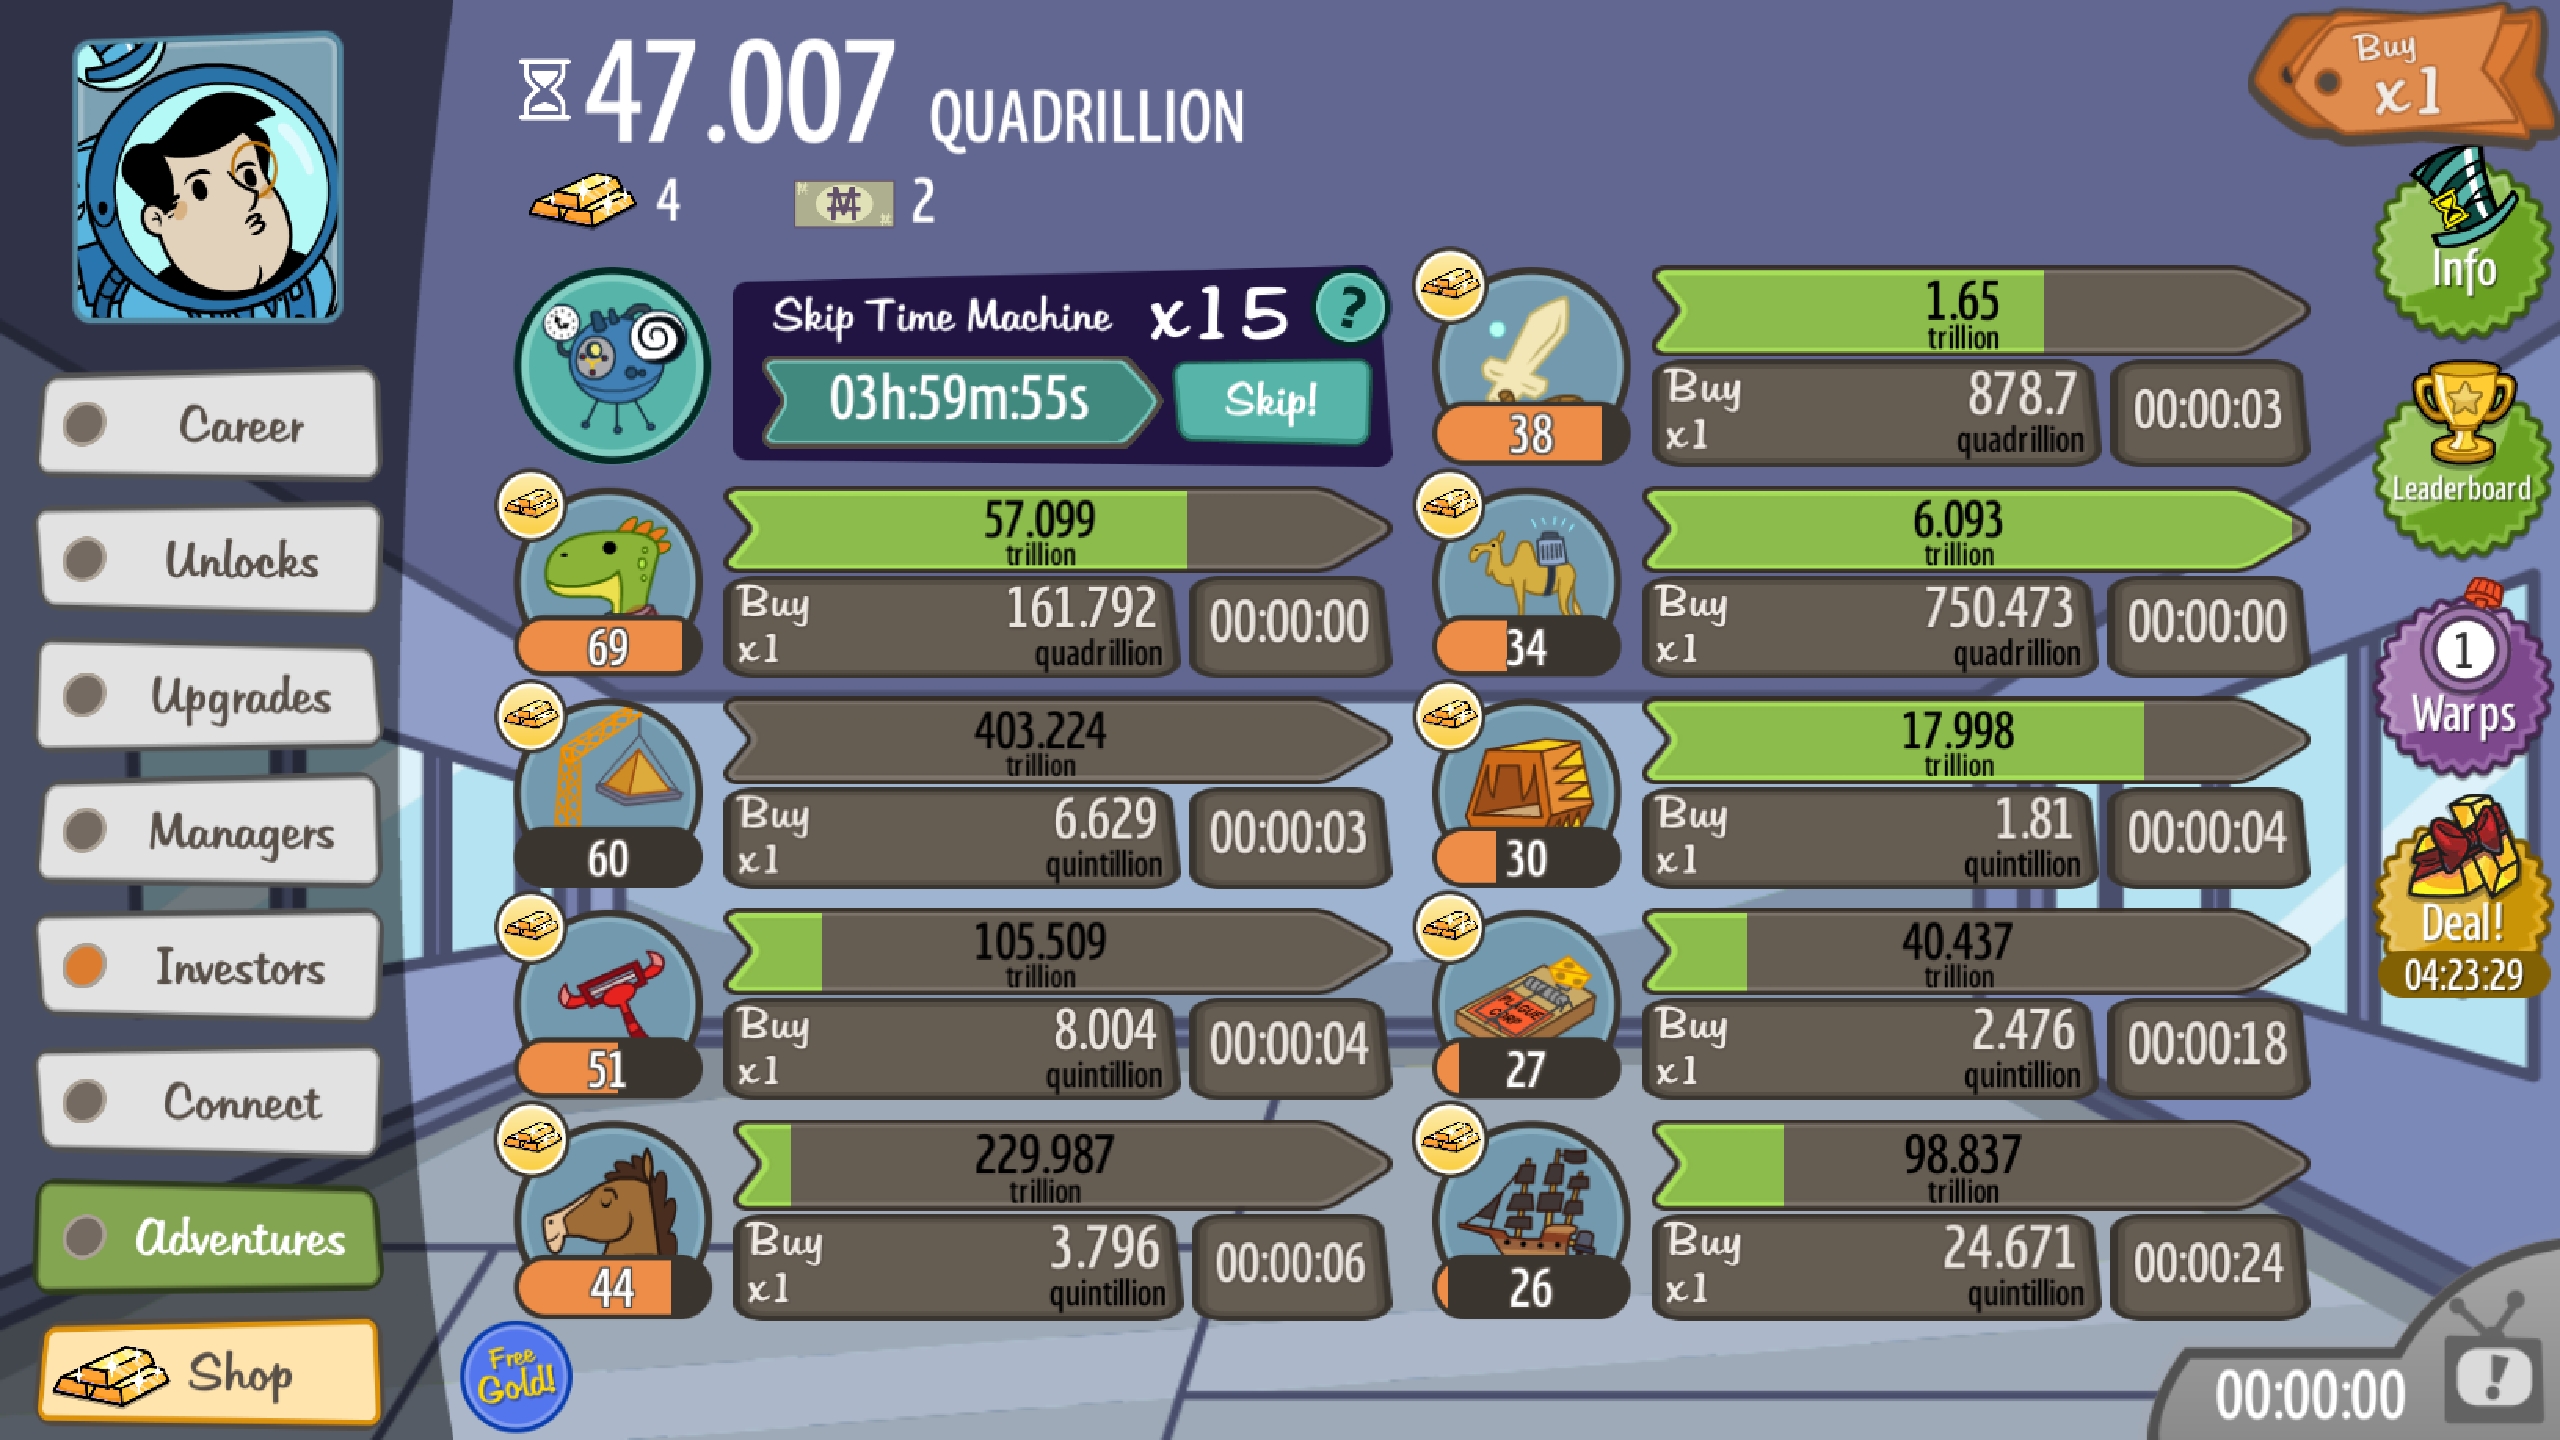 47.007 QUADRILLION
4 2
Buy
x1
Career
Unlocks
Upgrades
Managers
Investors
Connect
Adventures
Shop
Skip Time Machine x15 ?
03h:59m:55s Skip!
57.099
trillion
69
Buy 161.792
x1 quadrillion
00:00:00
403.224
trillion
60
Buy 6.629
x1 quintillion
00:00:03
105.509
trillion
51
Buy 8.004
x1 quintillion
00:00:04
229.987
trillion
44
Buy 3.796
x1 quintillion
00:00:06
1.65
trillion
38
Buy 878.7
x1 quadrillion
00:00:03
6.093
trillion
34
Buy 750.473
x1 quadrillion
00:00:00
17.998
trillion
30
Buy 1.81
x1 quintillion
00:00:04
40.437
trillion
PLAGUE
CORP
27
Buy 2.476
x1 quintillion
00:00:18
98.837
trillion
26
Buy 24.671
x1 quintillion
00:00:24
Info
Leaderboard
1
Warps
Deal!
04:23:29
Free
Gold!
00:00:00
!